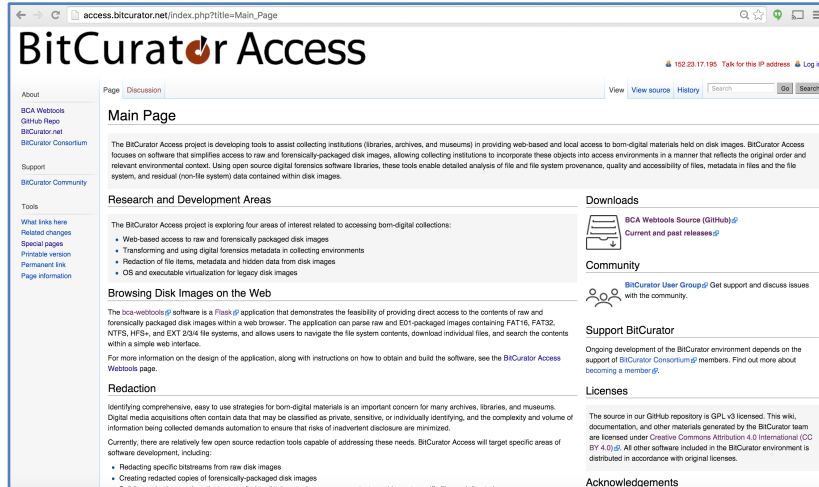 access.bitcurator.net/index.php?title=Main_Page
BitCurator Access
152.23.17.195 Talk for this IP address Log in
About
BCA Webtools
GitHub Repo
BitCurator.net
BitCurator Consortium
Support
BitCurator Community
Tools
What links here
Related changes
Special pages
Printable version
Permanent link
Page information
Page Discussion
View View source History Search Go Search
Main Page
The BitCurator Access project is developing tools to assist collecting institutions (libraries, archives, and museums) in providing web-based and local access to born-digital materials held on disk images. BitCurator Access
focuses on software that simplifies access to raw and forensically-packaged disk images, allowing collecting institutions to incorporate these objects into access environments in a manner that reflects the original order and
relevant environmental context. Using open source digital forensics software libraries, these tools enable detailed analysis of file and file system provenance, quality and accessibility of files, metadata in files and the file
system, and residual (non-file system) data contained within disk images.
Research and Development Areas
The BitCurator Access project is exploring four areas of interest related to accessing born-digital collections:
• Web-based access to raw and forensically packaged disk images
• Transforming and using digital forensics metadata in collecting environments
• Redaction of file items, metadata and hidden data from disk images
• OS and executable virtualization for legacy disk images
Browsing Disk Images on the Web
The bca-webtools software is a Flask application that demonstrates the feasibility of providing direct access to the contents of raw and
forensically packaged disk images within a web browser. The application can parse raw and E01-packaged images containing FAT16, FAT32,
NTFS, HFS+, and EXT 2/3/4 file systems, and allows users to navigate the file system contents, download individual files, and search the contents
within a simple web interface.
For more information on the design of the application, along with instructions on how to obtain and build the software, see the BitCurator Access
Webtools page.
Redaction
Identifying comprehensive, easy to use strategies for born-digital materials is an important concern for many archives, libraries, and museums.
Digital media acquisitions often contain data that may be classified as private, sensitive, or individually identifying, and the complexity and volume of
information being collected demands automation to ensure that risks of inadvertent disclosure are minimized.
Currently, there are relatively few open source redaction tools capable of addressing these needs. BitCurator Access will target specific areas of
software development, including:
• Redacting specific bitstreams from raw disk images
• Creating redacted copies of forensically-packaged disk images
Downloads
BCA Webtools Source (GitHub)
Current and past releases
Community
BitCurator User Group Get support and discuss issues
with the community.
Support BitCurator
Ongoing development of the BitCurator environment depends on the
support of BitCurator Consortium members. Find out more about
becoming a member.
Licenses
The source in our GitHub repository is GPL v3 licensed. This wiki,
documentation, and other materials generated by the BitCurator team
are licensed under Creative Commons Attribution 4.0 International (CC
BY 4.0). All other software included in the BitCurator environment is
distributed in accordance with original licenses.
Acknowledgements